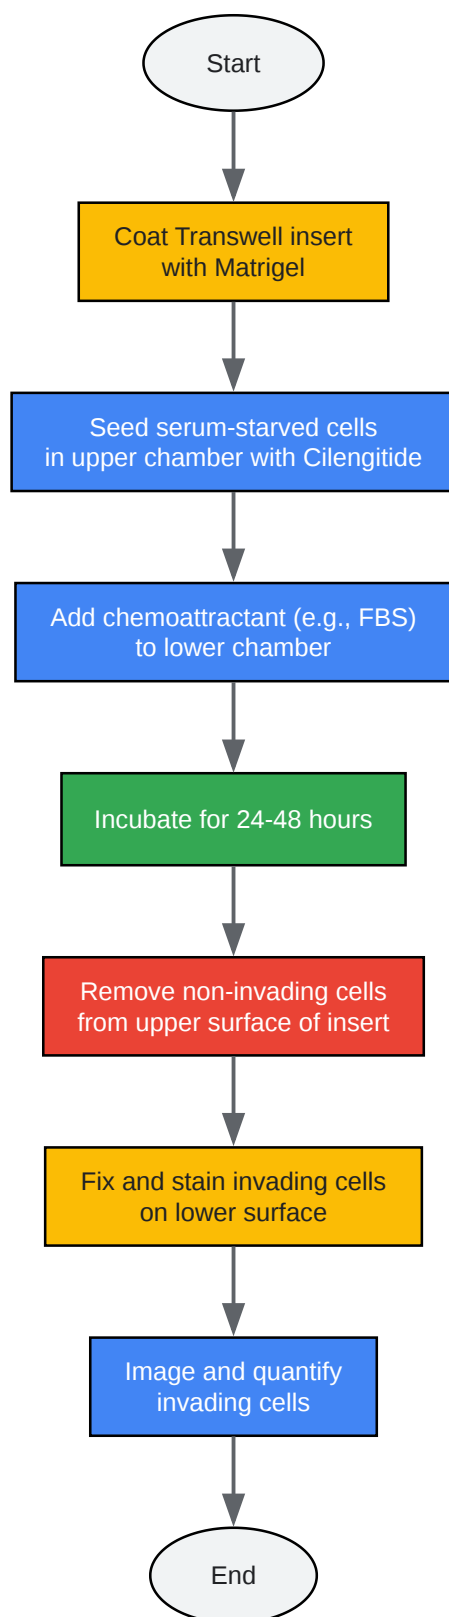 Start
Coat Transwell insert
with Matrigel
Seed serum-starved cells
in upper chamber with Cilengitide
Add chemoattractant (e.g., FBS)
to lower chamber
Incubate for 24-48 hours
Remove non-invading cells
from upper surface of insert
Fix and stain invading cells
on lower surface
Image and quantify
invading cells
End